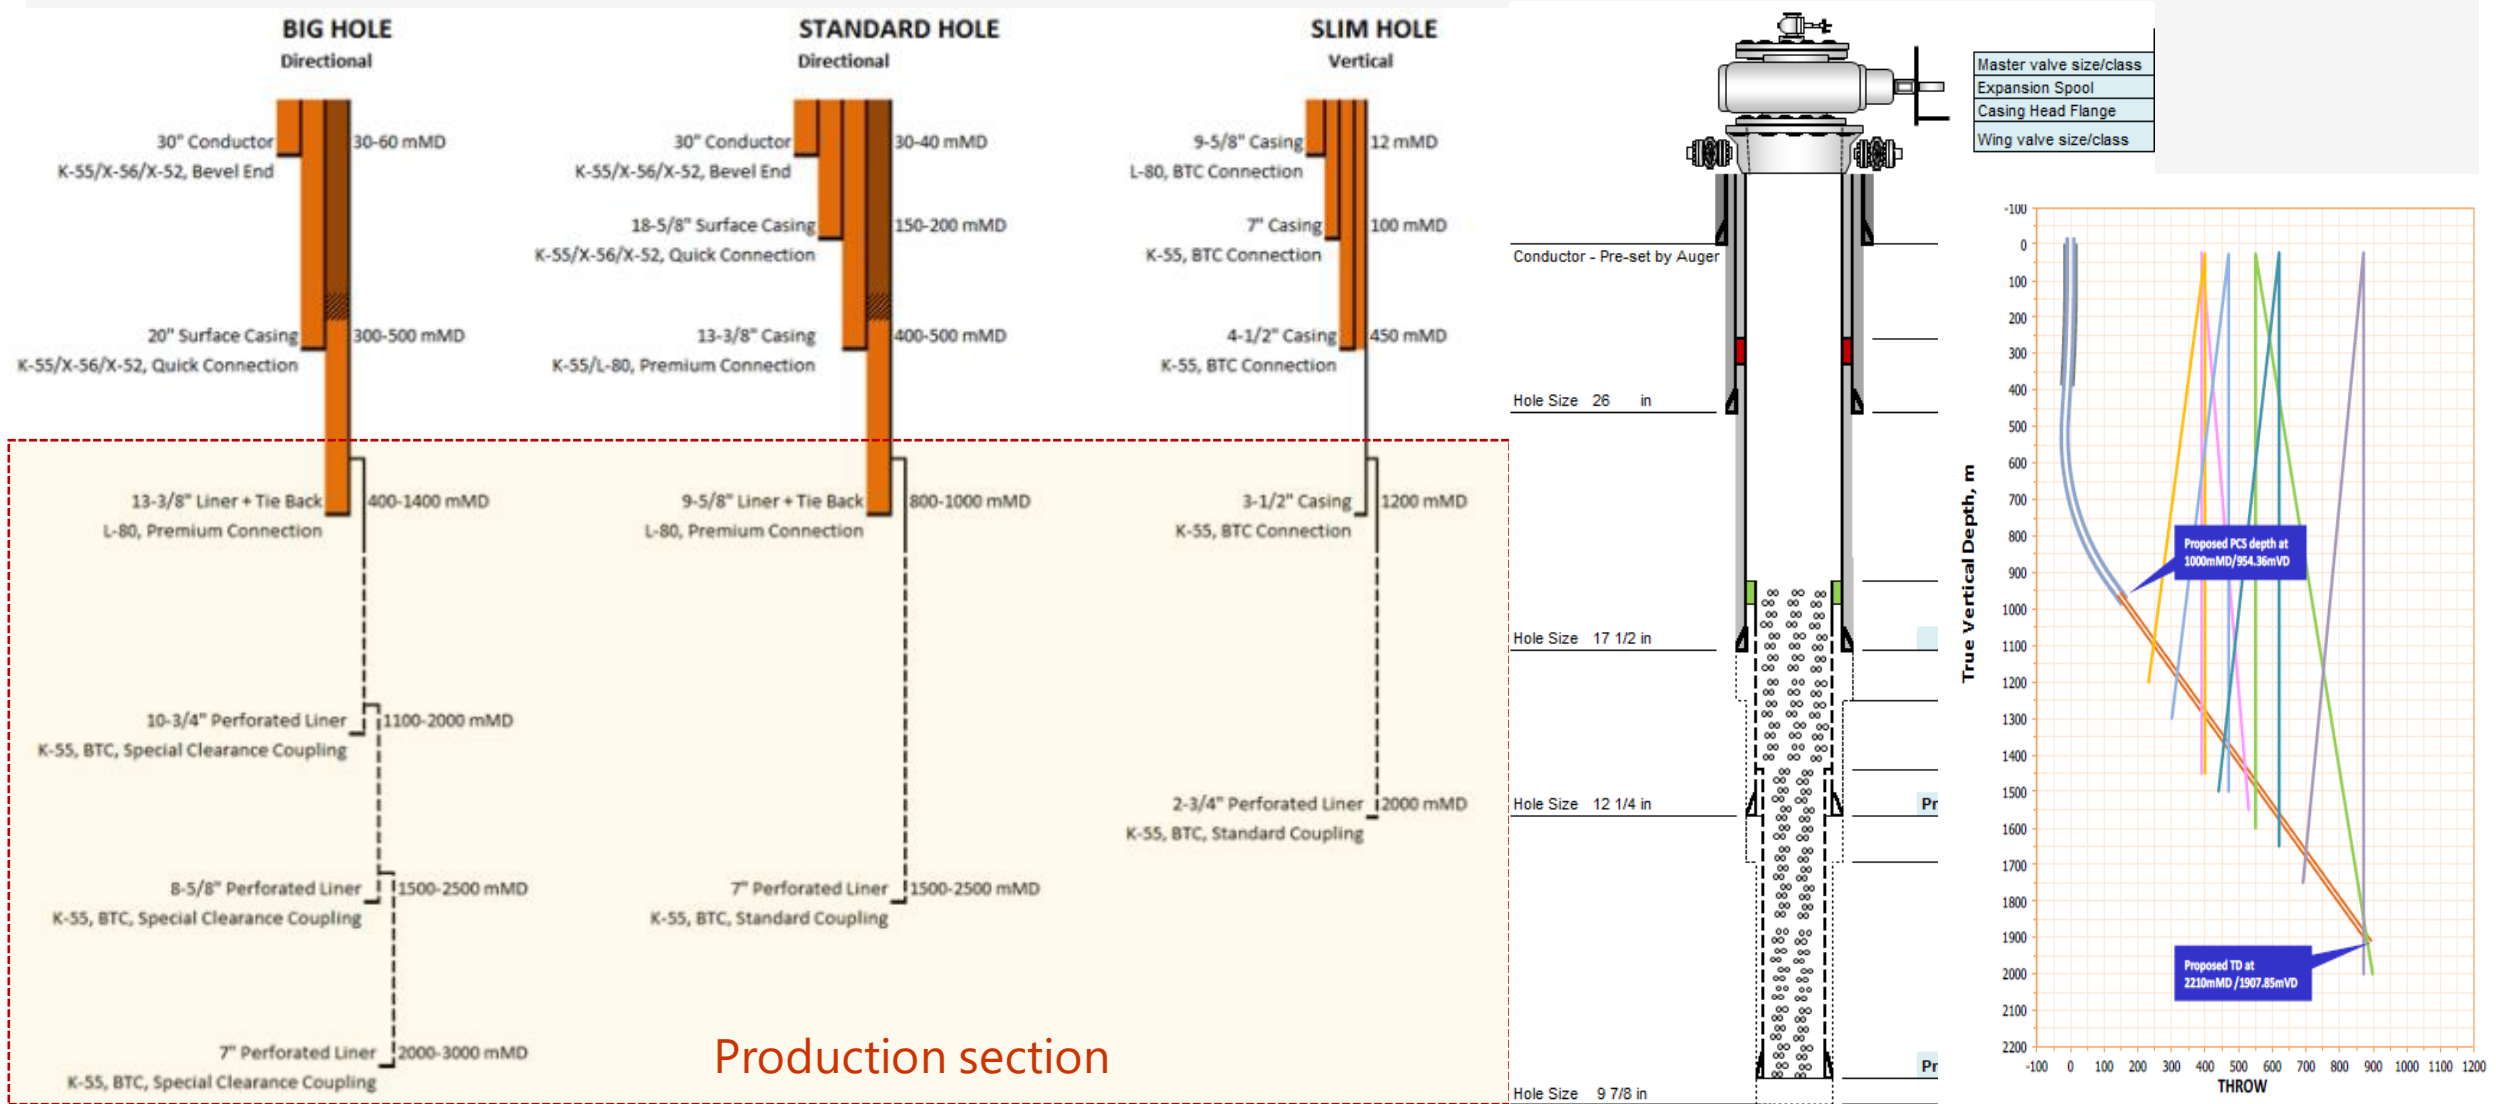 BIG HOLE
Directional
30" Conductor
30-60 mMD
K-55/X-56/X-52, Bevel End
20" Surface Casing
300-500 mMD
K-55/X-56/X-52, Quick Connection
13-3/8" Liner + Tie Back
400-1400 mMD
L-80, Premium Connection
10-3/4" Perforated Liner
1100-2000 mMD
K-55, BTC, Special Clearance Coupling
8-5/8" Perforated Liner
1500-2500 mMD
K-55, BTC, Special Clearance Coupling
7" Perforated Liner
2000-3000 mMD
K-55, BTC, Special Clearance Coupling
STANDARD HOLE
Directional
30" Conductor
30-40 mMD
K-55/X-56/X-52, Bevel End
18-5/8" Surface Casing
150-200 mMD
K-55/X-56/X-52, Quick Connection
13-3/8" Casing
400-500 mMD
K-55/L-80, Premium Connection
9-5/8" Liner + Tie Back
800-1000 mMD
L-80, Premium Connection
7" Perforated Liner
1500-2500 mMD
K-55, BTC, Standard Coupling
SLIM HOLE
Vertical
9-5/8" Casing
12 mMD
L-80, BTC Connection
7" Casing
100 mMD
K-55, BTC Connection
4-1/2" Casing
450 mMD
K-55, BTC Connection
3-1/2" Casing
1200 mMD
K-55, BTC Connection
2-3/4" Perforated Liner
2000 mMD
K-55, BTC, Standard Coupling
Production section
Master valve size/class
Expansion Spool
Casing Head Flange
Wing valve size/class
Conductor - Pre-set by Auger
Hole Size 26 in
Hole Size 17 1/2 in
Hole Size 12 1/4 in
Pr
Pr
Hole Size 9 7/8 in
True Vertical Depth, m
-100
0
100
200
300
400
500
600
700
800
900
1000
1100
1200
1300
1400
1500
1600
1700
1800
1900
2000
2100
2200
Proposed PCS depth at
1000mMD/954.36mVD
Proposed TD at
2210mMD /1907.85mVD
-100 0 100 200 300 400 500 600 700 800 900 1000 1100 1200
THROW